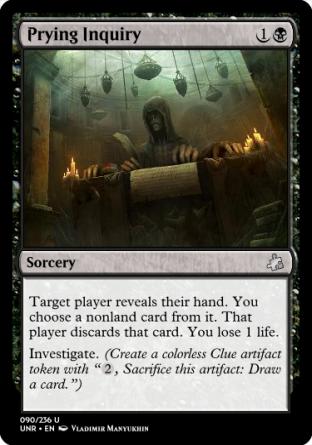 Prying Inquiry 1
Sorcery
Target player reveals their hand. You
choose a nonland card from it. That
player discards that card. You lose 1 life.
Investigate. (Create a colorless Clue artifact
token with “2, Sacrifice this artifact: Draw
a card.”)
090/236 U
UNR • EN Vladimir Manyukhin